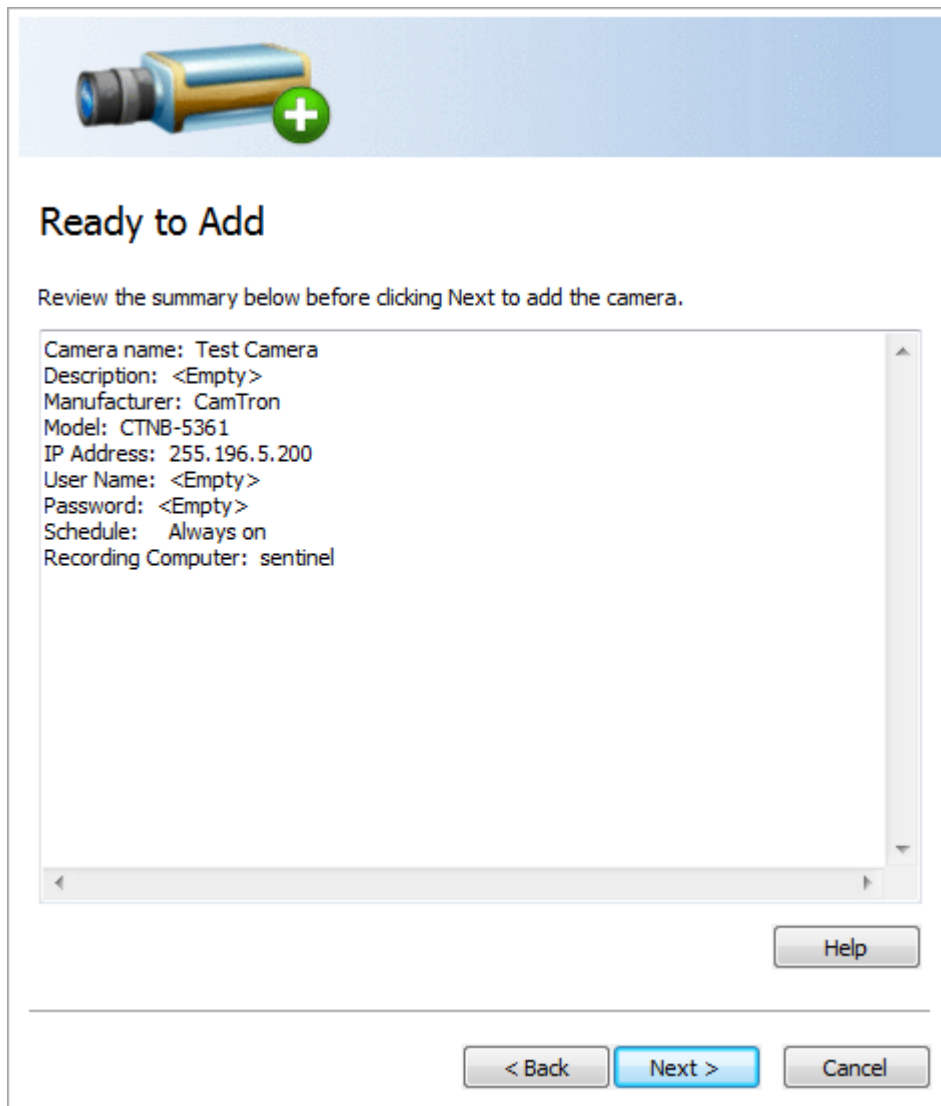 Ready to Add
Review the summary below before clicking Next to add the camera.
Camera name: Test Camera
Description: <Empty>
Manufacturer: CamTron
Model: CTNB-5361
IP Address: 255.196.5.200
User Name: <Empty>
Password: <Empty>
Schedule: Always on
Recording Computer: sentinel
Help
< Back
Next >
Cancel